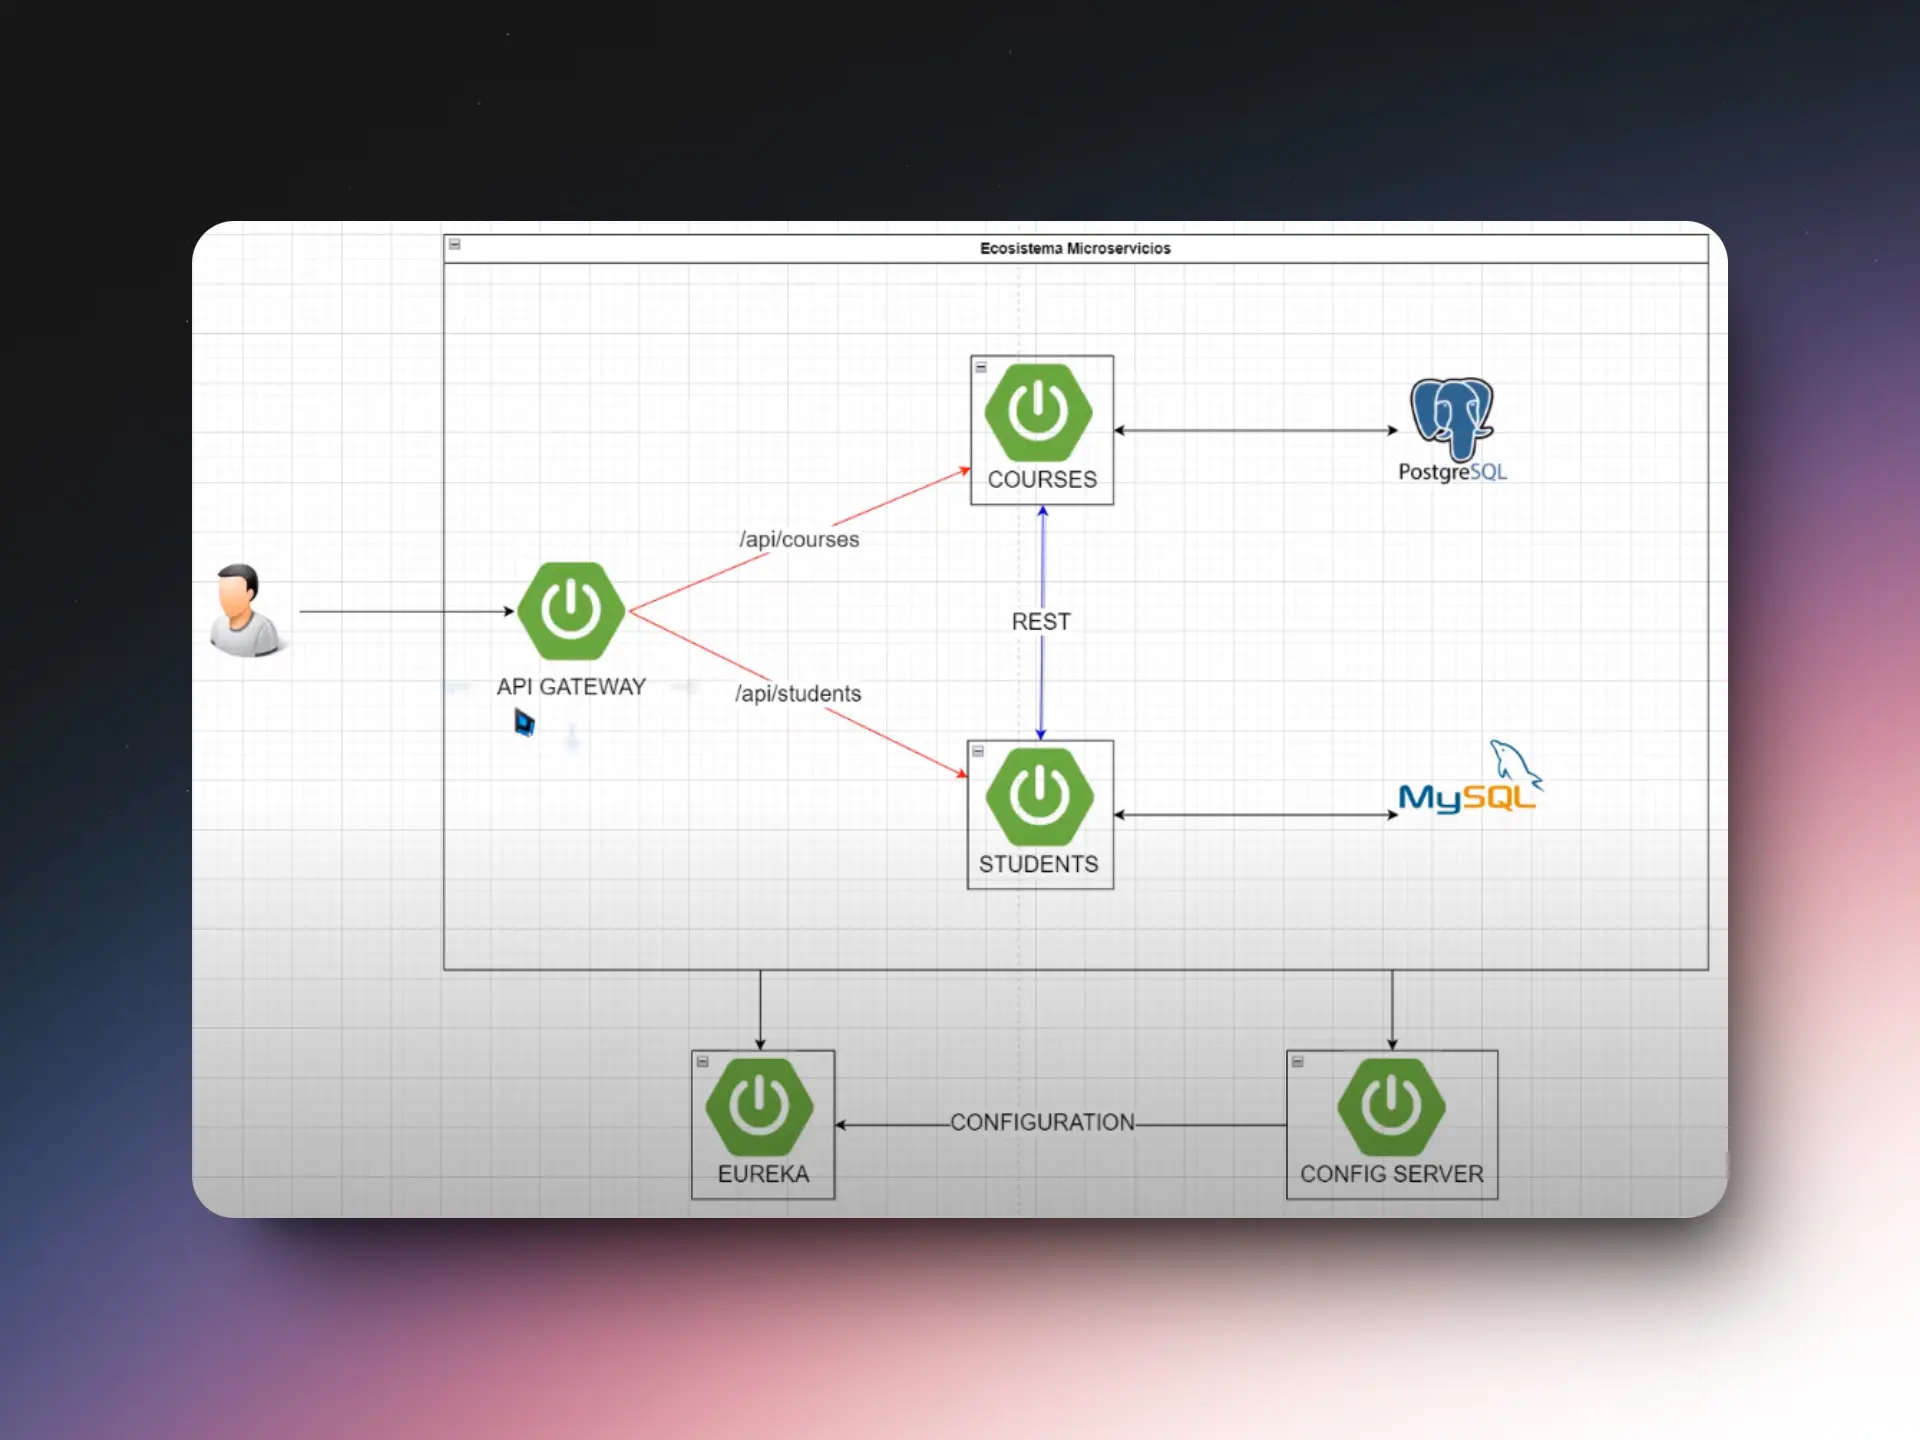 Ecosistema Microservicios
COURSES
PostgreSQL
/api/courses
REST
API GATEWAY
/api/students
MySQL
STUDENTS
CONFIGURATION
EUREKA
CONFIG SERVER